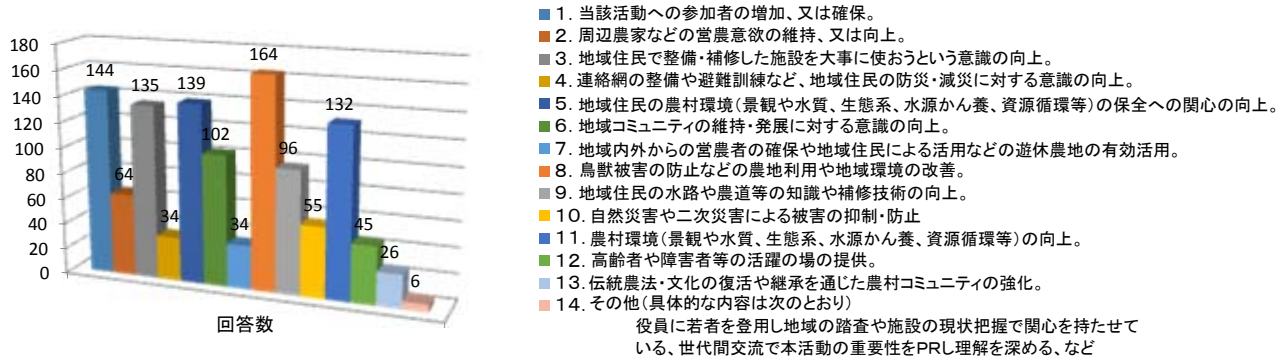 180
160
140
120
100
80
60
40
20
0
144
64
135
34
139
102
34
164
96
55
132
45
26
6
回答数
1. 当該活動への参加者の増加、又は確保。
2. 周辺農家などの営農意欲の維持、又は向上。
3. 地域住民で整備・補修した施設を大事に使おうという意識の向上。
4. 連絡網の整備や避難訓練など、地域住民の防災・減災に対する意識の向上。
5. 地域住民の農村環境(景観や水質、生態系、水源かん養、資源循環等)の保全への関心の向上。
6. 地域コミュニティの維持・発展に対する意識の向上。
7. 地域内外からの営農者の確保や地域住民による活用などの遊休農地の有効活用。
8. 鳥獣被害の防止などの農地利用や地域環境の改善。
9. 地域住民の水路や農道等の知識や補修技術の向上。
10. 自然災害や二次災害による被害の抑制・防止
11. 農村環境(景観や水質、生態系、水源かん養、資源循環等)の向上。
12. 高齢者や障害者等の活躍の場の提供。
13. 伝統農法・文化の復活や継承を通じた農村コミュニティの強化。
14. その他(具体的な内容は次のとおり)
役員に若者を登用し地域の踏査や施設の現状把握で関心を持たせて
いる、世代間交流で本活動の重要性をPRし理解を深める、など